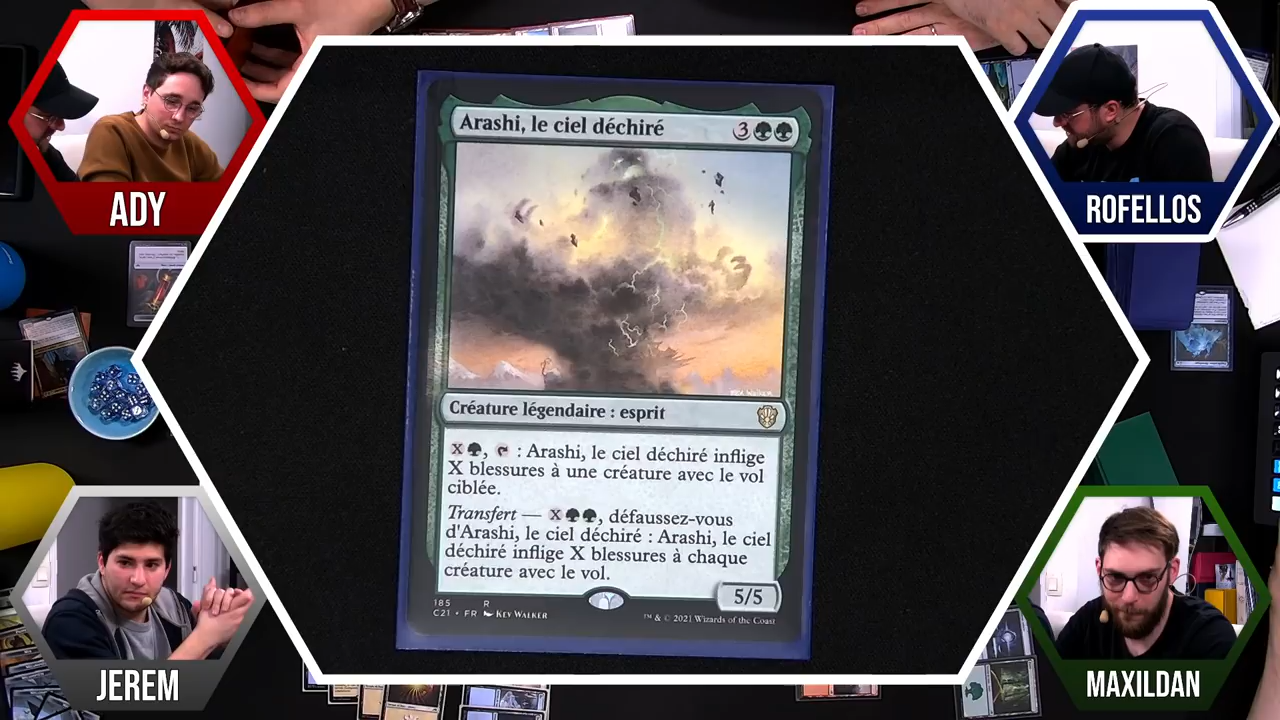 ADY
ROFELLOS
JEREM
MAXILDAN
Arashi, le ciel déchiré 3
Créature légendaire : esprit
X, : Arashi, le ciel déchiré inflige
X blessures à une créature avec le vol
ciblée.
Transfert — X, défaussez-vous
d'Arashi, le ciel déchiré : Arashi, le ciel
déchiré inflige X blessures à chaque
créature avec le vol.
5/5
185 R
C21 • FR Kev Walker
™ & © 2021 Wizards of the Coast